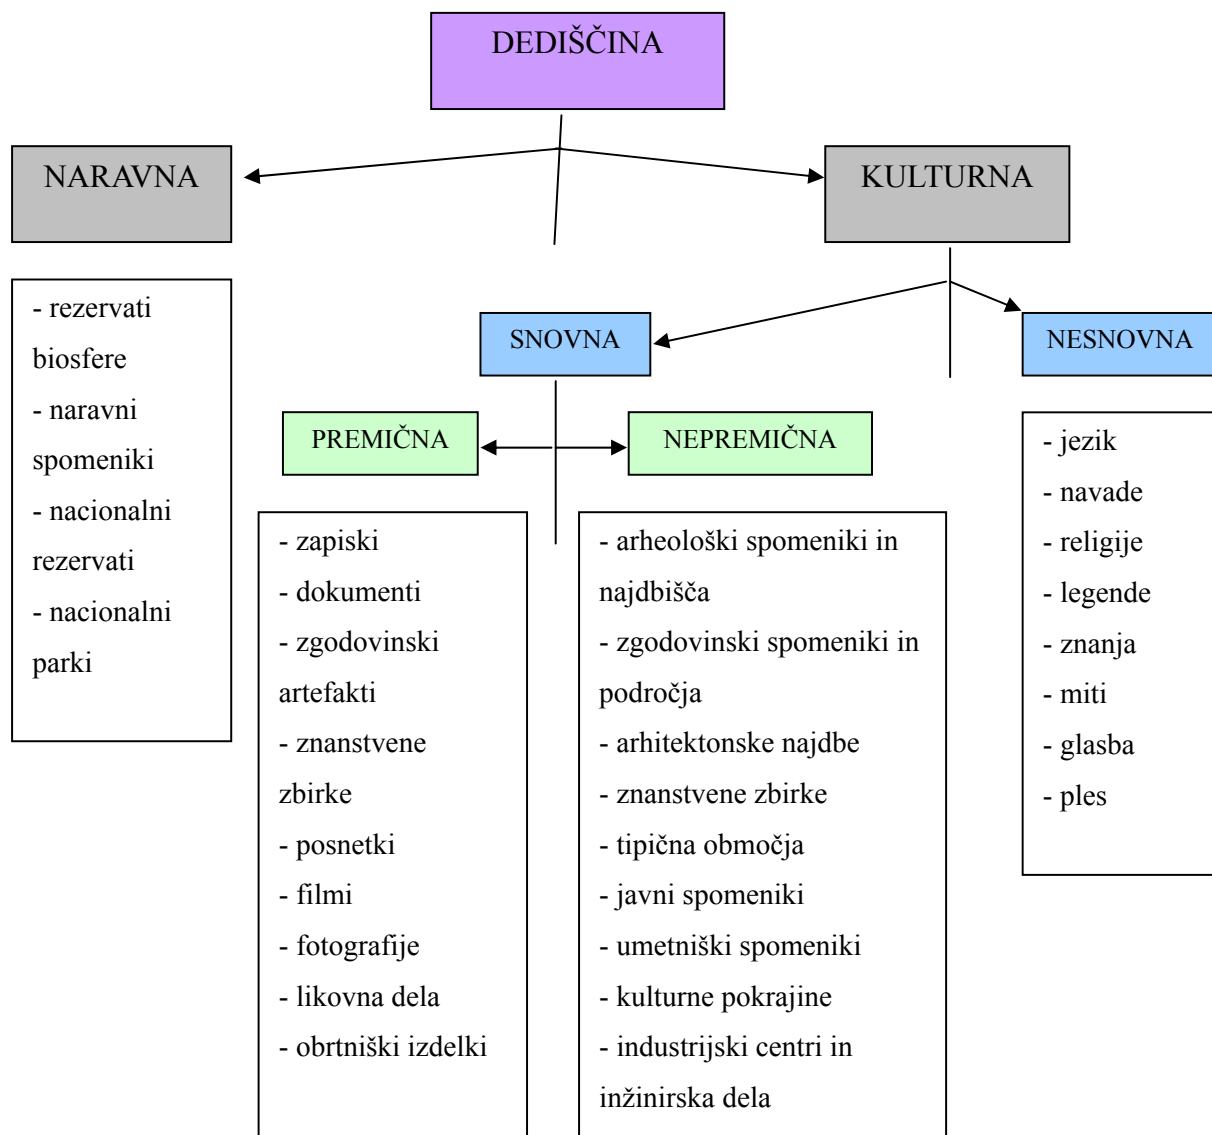 DEDIŠČINA
NARAVNA
KULTURNA
- rezervati
biosfere
- naravni
spomeniki
- nacionalni
rezervati
- nacionalni
parki
SNOVNA
NESNOVNA
PREMIČNA
NEPREMIČNA
- zapiski
- dokumenti
- zgodovinski
artefakti
- znanstvene
zbirke
- posnetki
- filmi
- fotografije
- likovna dela
- obrtniški izdelki
- arheološki spomeniki in
najdbišča
- zgodovinski spomeniki in
področja
- arhitektonske najdbe
- znanstvene zbirke
- tipična območja
- javni spomeniki
- umetniški spomeniki
- kulturne pokrajine
- industrijski centri in
inžinirska dela
- jezik
- navade
- religije
- legende
- znanja
- miti
- glasba
- ples